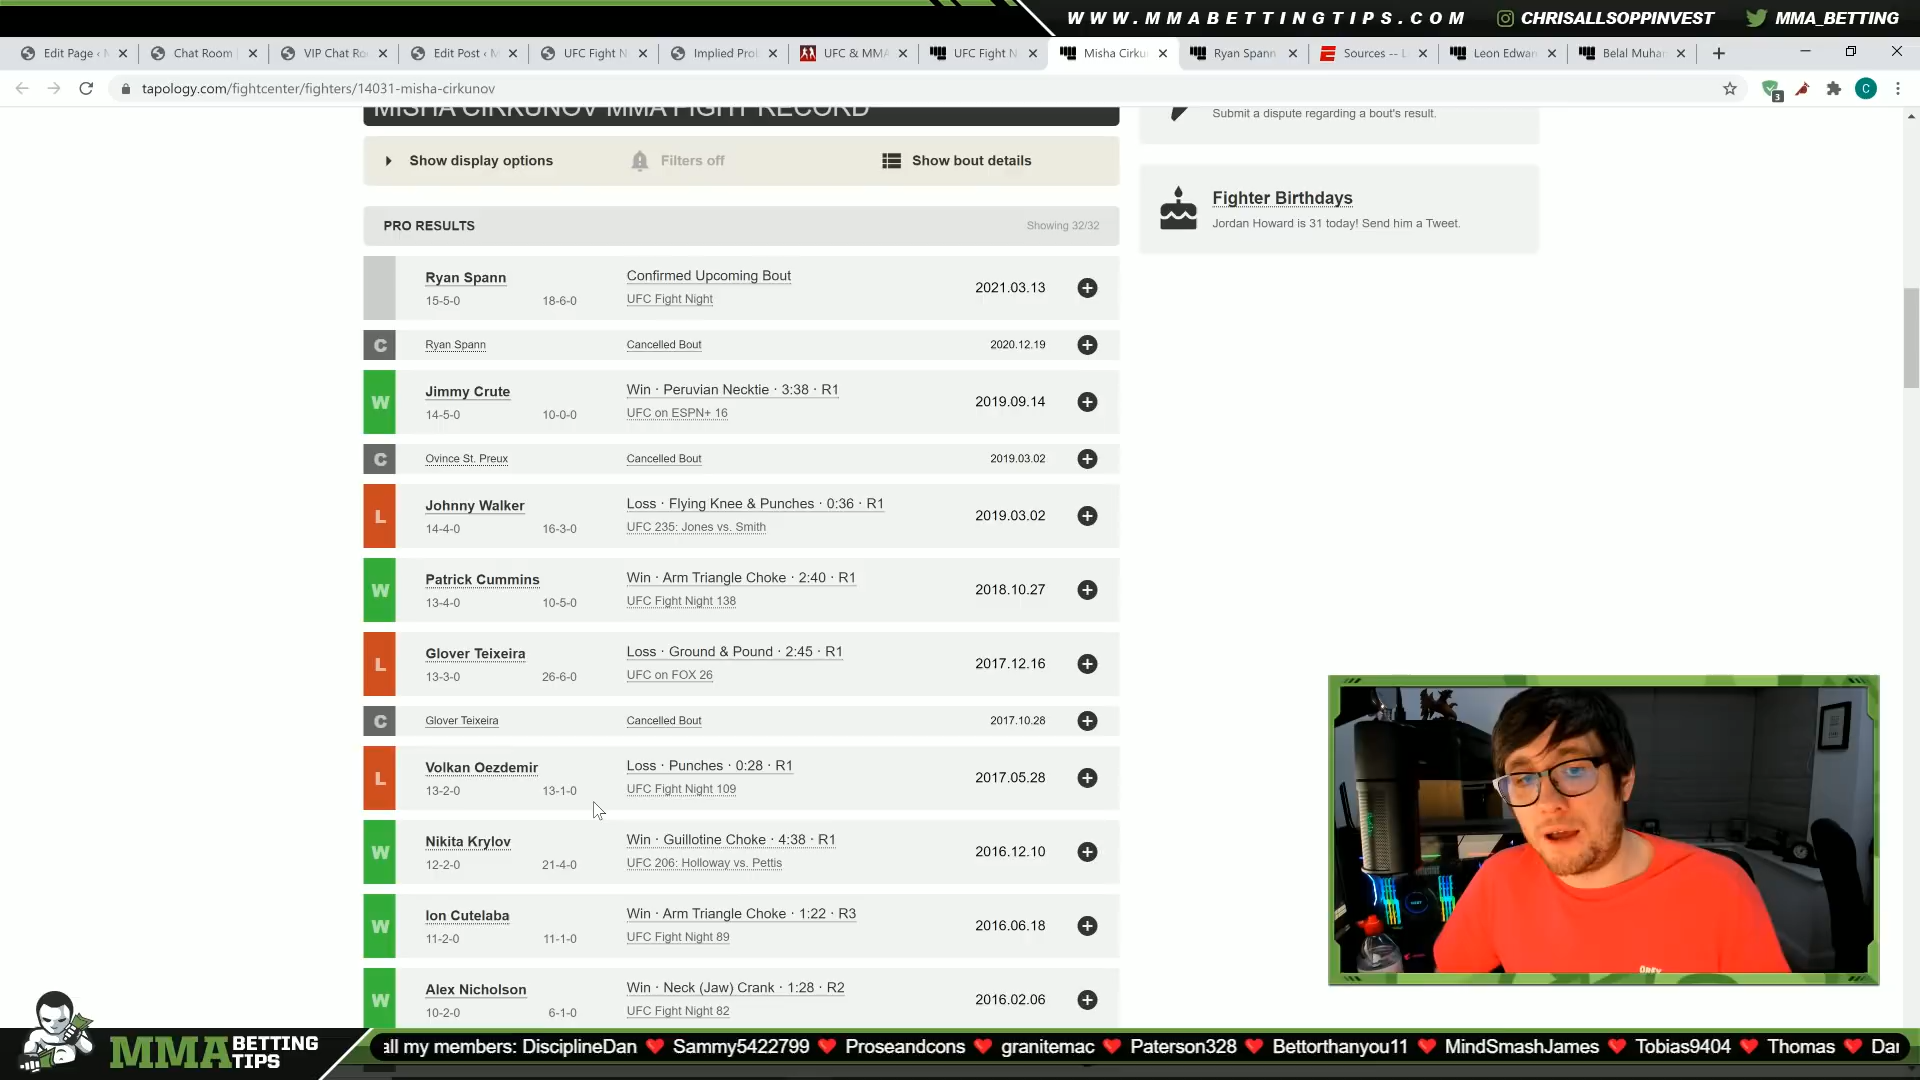 WWW.MMABETTINGTIPS.COM CHRISALLSOPPINVEST MMA_BETTING
Edit Page ‹ Chat Room VIP Chat Ro Edit Post ‹ UFC Fight N Implied Pro UFC & MMA UFC Fight N Misha Cirku Ryan Spann Sources -- L Leon Edwar Belal Muha
tapology.com/fightcenter/fighters/14031-misha-cirkunov 3 C
MISHA CIRKUNOV MMA FIGHT RECORD
Submit a dispute regarding a bout's result.
Show display options Filters off Show bout details
Fighter Birthdays
Jordan Howard is 31 today! Send him a Tweet.
PRO RESULTS Showing 32/32
Ryan Spann Confirmed Upcoming Bout 2021.03.13
15-5-0 18-6-0 UFC Fight Night
C Ryan Spann Cancelled Bout 2020.12.19
W Jimmy Crute Win · Peruvian Necktie · 3:38 · R1 2019.09.14
14-5-0 10-0-0 UFC on ESPN+ 16
C Ovince St. Preux Cancelled Bout 2019.03.02
L Johnny Walker Loss · Flying Knee & Punches · 0:36 · R1 2019.03.02
14-4-0 16-3-0 UFC 235: Jones vs. Smith
W Patrick Cummins Win · Arm Triangle Choke · 2:40 · R1 2018.10.27
13-4-0 10-5-0 UFC Fight Night 138
L Glover Teixeira Loss · Ground & Pound · 2:45 · R1 2017.12.16
13-3-0 26-6-0 UFC on FOX 26
C Glover Teixeira Cancelled Bout 2017.10.28
L Volkan Oezdemir Loss · Punches · 0:28 · R1 2017.05.28
13-2-0 13-1-0 UFC Fight Night 109
W Nikita Krylov Win · Guillotine Choke · 4:38 · R1 2016.12.10
12-2-0 21-4-0 UFC 206: Holloway vs. Pettis
W Ion Cutelaba Win · Arm Triangle Choke · 1:22 · R3 2016.06.18
11-2-0 11-1-0 UFC Fight Night 89
W Alex Nicholson Win · Neck (Jaw) Crank · 1:28 · R2 2016.02.06
10-2-0 6-1-0 UFC Fight Night 82
OBEY
MMA BETTING TIPS
all my members: DisciplineDan ❤ Sammy5422799 ❤ Proseandcons ❤ granitemac ❤ Paterson328 ❤ Bettorthanyou11 ❤ MindSmashJames ❤ Tobias9404 ❤ Thomas ❤ Dar